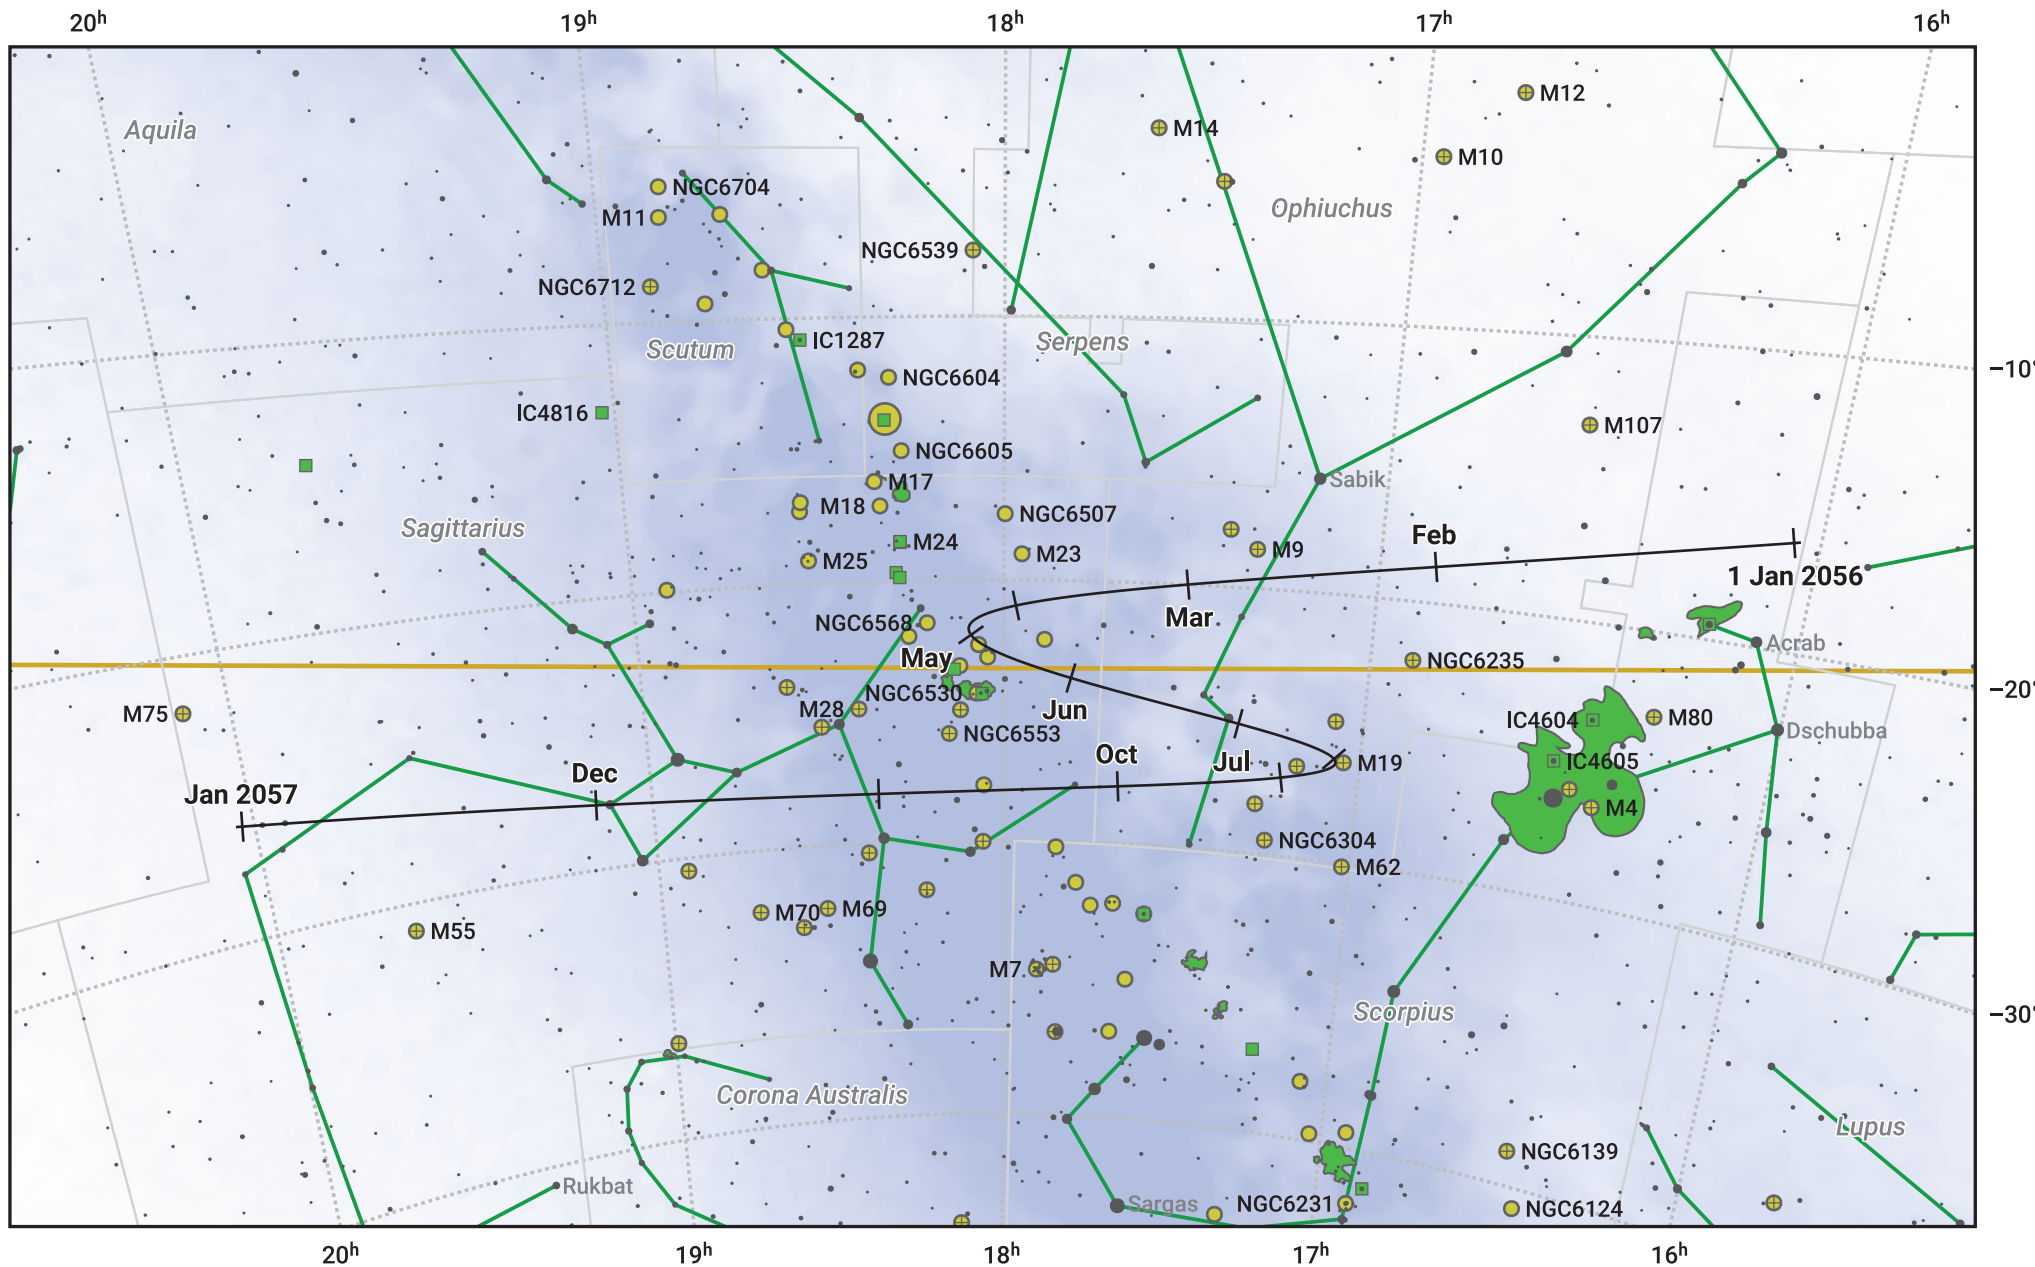 20h 19h 18h 17h 16h
M12
Aquila
M14
M10
NGC6704
M11
Ophiuchus
NGC6539
NGC6712
Scutum
IC1287
Serpens
−10°
NGC6604
IC4816
M107
NGC6605
M17
Sabik
M18
NGC6507
Sagittarius
M24
Feb
M25
M23
M9
1 Jan 2056
Mar
NGC6568
Acrab
May
NGC6235
−20°
NGC6530
M28
Jun
M75
IC4604
M80
NGC6553
Dschubba
Oct
Jul
M19
IC4605
Dec
Jan 2057
M4
NGC6304
M62
M70
M69
M55
M7
Scorpius
−30°
Corona Australis
Lupus
NGC6139
Rukbat
Sargas
NGC6231
NGC6124
20h 19h 18h 17h 16h